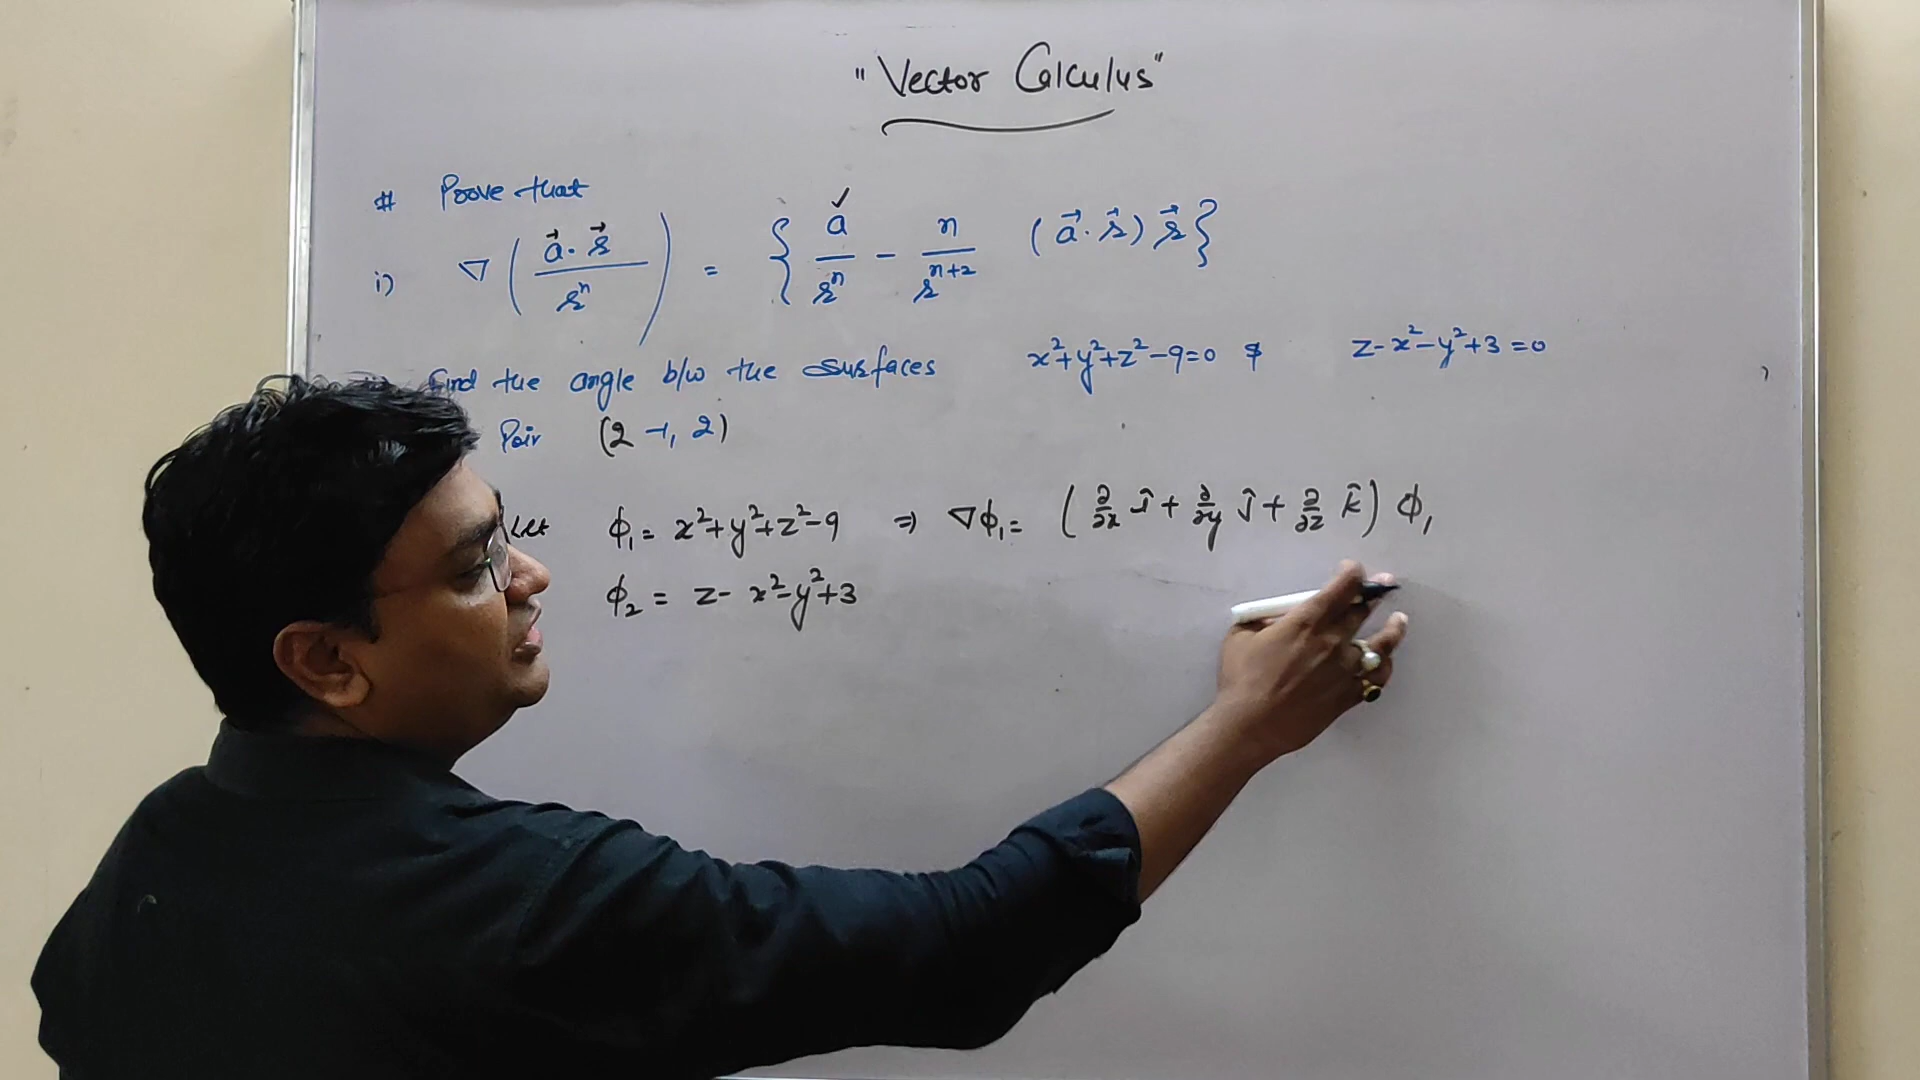 "Vector Calculus"
# Prove that
i) ∇ ( a⃗ · r⃗ / rⁿ ) = { a⃗ / rⁿ − n / rⁿ⁺² ( a⃗ · r⃗ ) r⃗ }
Find the angle b/w the surfaces x²+y²+z²−9=0 & z−x²−y²+3=0
Pair (2 −1, 2)
Let ϕ₁ = x²+y²+z²−9 ⇒ ∇ϕ₁ = ( ∂/∂x î + ∂/∂y ĵ + ∂/∂z k̂ ) ϕ₁
ϕ₂ = z− x²−y²+3